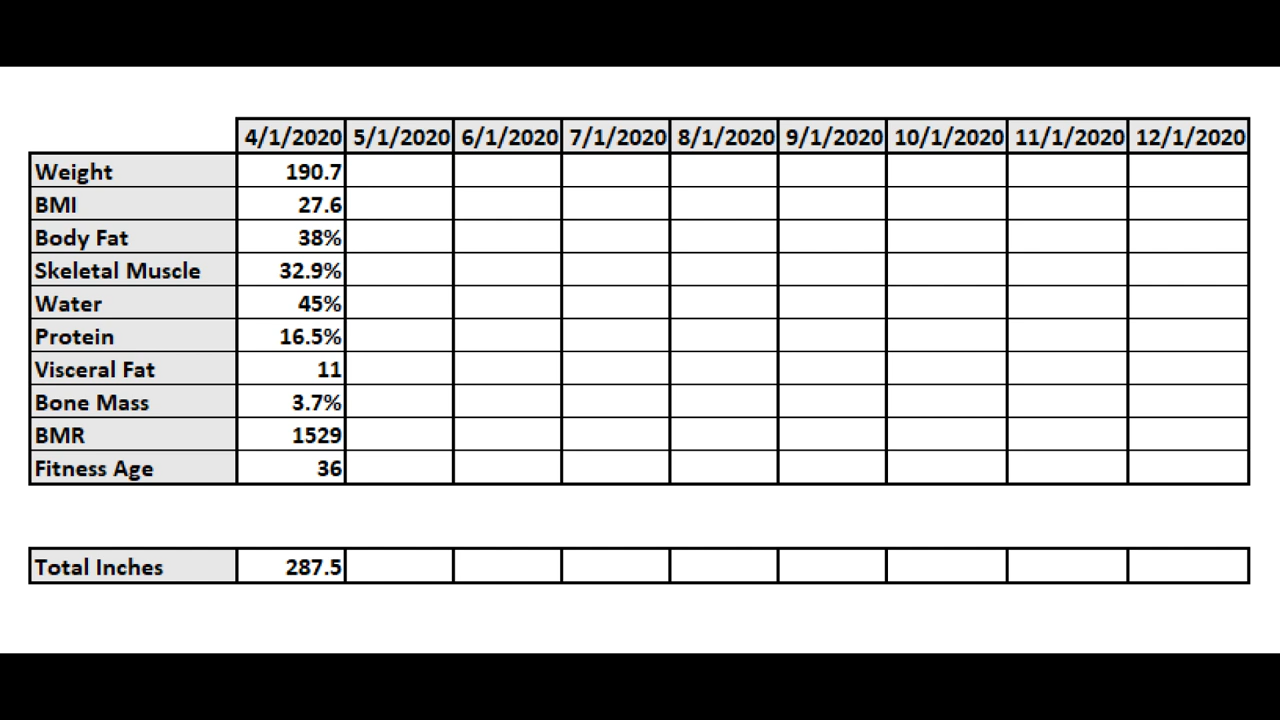 4/1/2020 5/1/2020 6/1/2020 7/1/2020 8/1/2020 9/1/2020 10/1/2020 11/1/2020 12/1/2020
Weight 190.7
BMI 27.6
Body Fat 38%
Skeletal Muscle 32.9%
Water 45%
Protein 16.5%
Visceral Fat 11
Bone Mass 3.7%
BMR 1529
Fitness Age 36
Total Inches 287.5